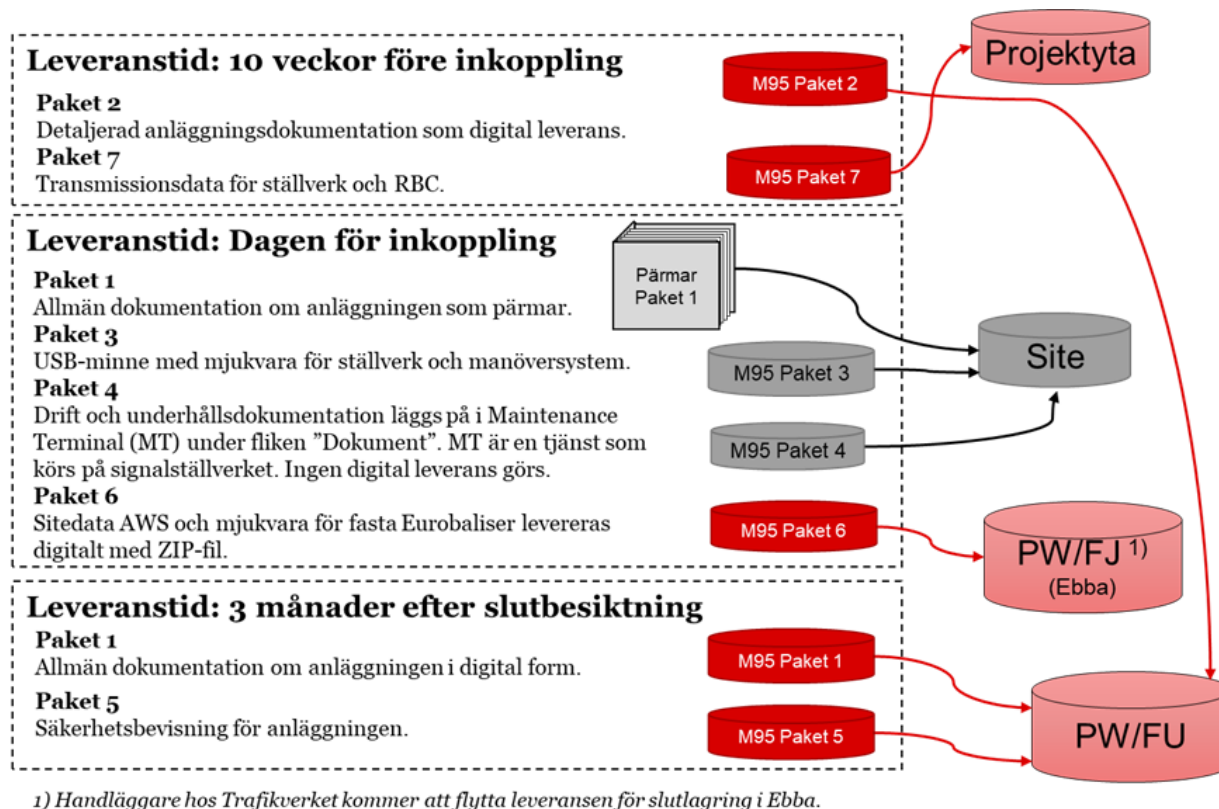 Leveranstid: 10 veckor före inkoppling
Paket 2
Detaljerad anläggningsdokumentation som digital leverans.
Paket 7
Transmissionsdata för ställverk och RBC.
M95 Paket 2
M95 Paket 7
Projektyta
Leveranstid: Dagen för inkoppling
Paket 1
Allmän dokumentation om anläggningen som pärmar.
Paket 3
USB-minne med mjukvara för ställverk och manöversystem.
Paket 4
Drift och underhållsdokumentation läggs på i Maintenance
Terminal (MT) under fliken ”Dokument”. MT är en tjänst som
körs på signalställverket. Ingen digital leverans görs.
Paket 6
Sitedata AWS och mjukvara för fasta Eurobaliser levereras
digitalt med ZIP-fil.
Pärmar
Paket 1
M95 Paket 3
M95 Paket 4
M95 Paket 6
Site
PW/FJ 1)
(Ebba)
Leveranstid: 3 månader efter slutbesiktning
Paket 1
Allmän dokumentation om anläggningen i digital form.
Paket 5
Säkerhetsbevisning för anläggningen.
M95 Paket 1
M95 Paket 5
PW/FU
1) Handläggare hos Trafikverket kommer att flytta leveransen för slutlagring i Ebba.